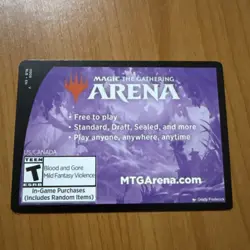 MAGIC: THE GATHERING
ARENA
• Free to play
• Standard, Draft, Sealed, and more
• Play anyone, anywhere, anytime
US/CANADA
TEEN
T
ESRB
Blood and Gore
Mild Fantasy Violence
In-Game Purchases
(Includes Random Items)
MTGArena.com